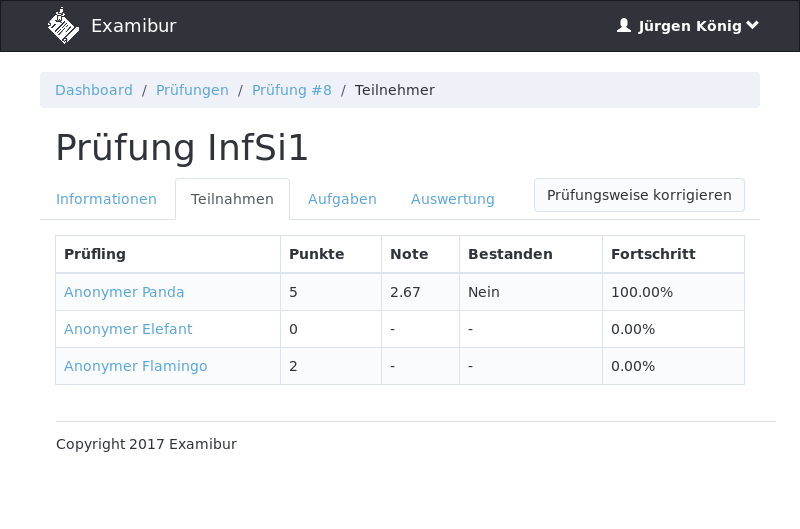 Examibur Jürgen König
Dashboard / Prüfungen / Prüfung #8 / Teilnehmer
Prüfung InfSi1
Informationen Teilnahmen Aufgaben Auswertung Prüfungsweise korrigieren
Prüfling Punkte Note Bestanden Fortschritt
Anonymer Panda 5 2.67 Nein 100.00%
Anonymer Elefant 0 - - 0.00%
Anonymer Flamingo 2 - - 0.00%
Copyright 2017 Examibur